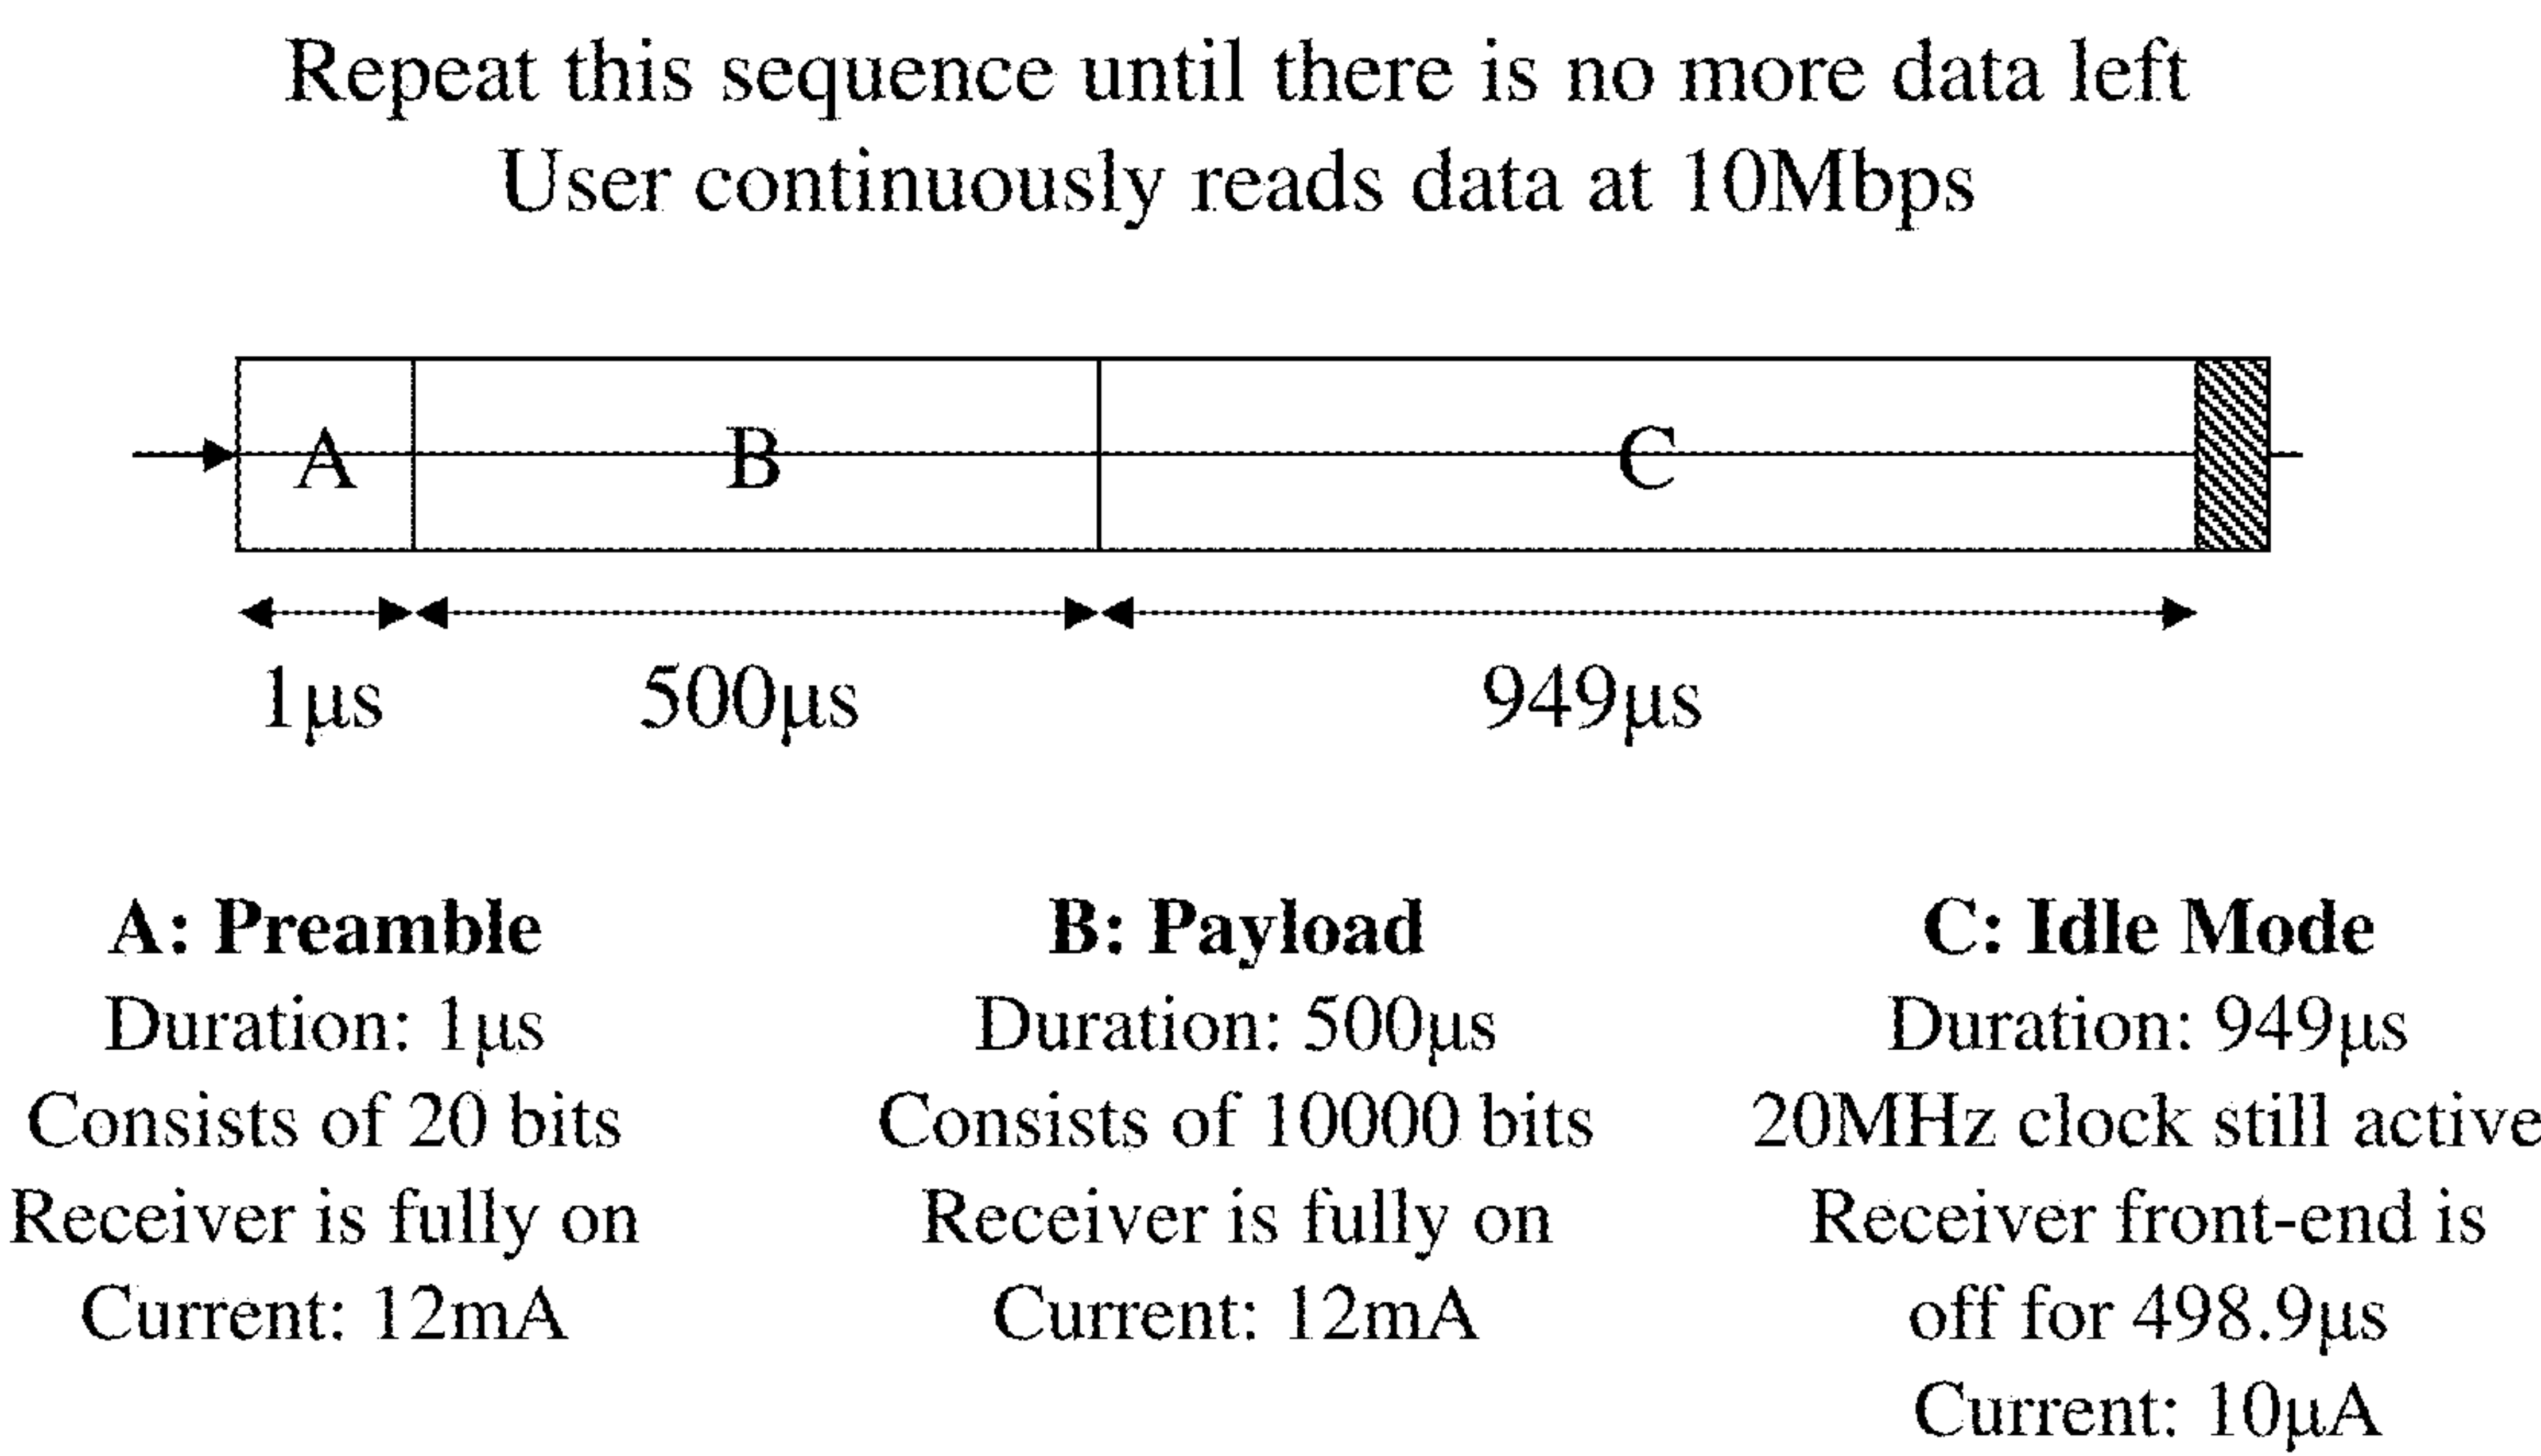 Repeat this sequence until there is no more data left
User continuously reads data at 10Mbps
A
B
C
1μs
500μs
949μs
A: Preamble
Duration: 1μs
Consists of 20 bits
Receiver is fully on
Current: 12mA
B: Payload
Duration: 500μs
Consists of 10000 bits
Receiver is fully on
Current: 12mA
C: Idle Mode
Duration: 949μs
20MHz clock still active
Receiver front-end is
off for 498.9μs
Current: 10μA